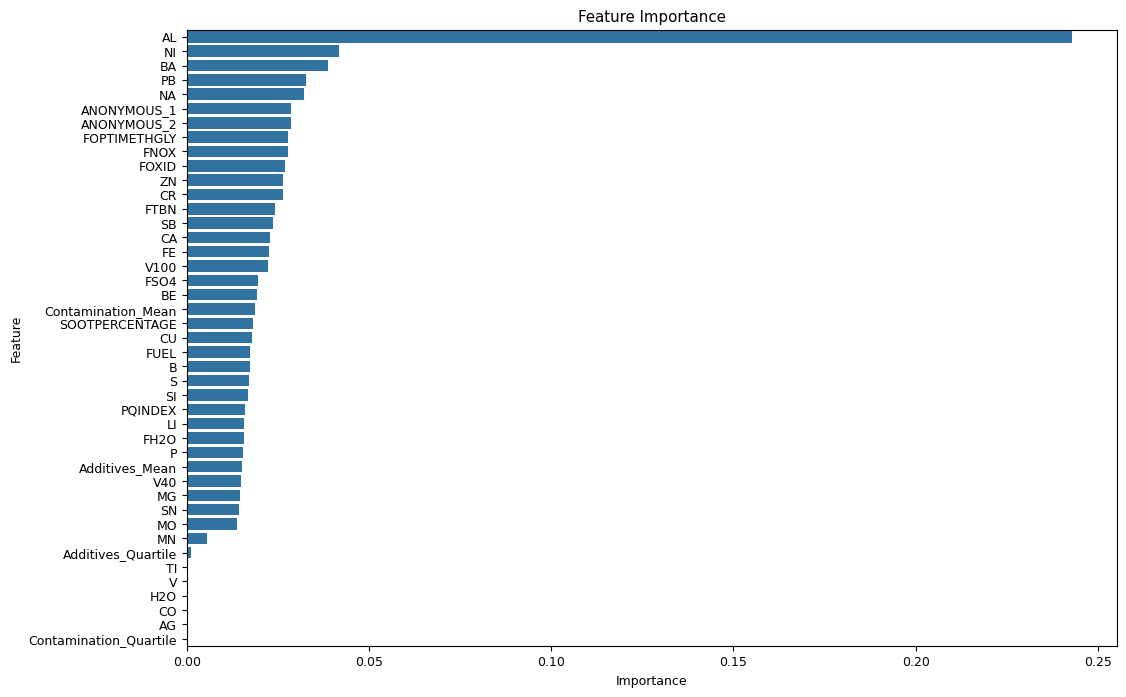 Feature Importance
AL
NI
BA
PB
NA
ANONYMOUS_1
ANONYMOUS_2
FOPTIMETHGLY
FNOX
FOXID
ZN
CR
FTBN
SB
CA
FE
V100
FSO4
BE
Contamination_Mean
SOOTPERCENTAGE
CU
FUEL
B
S
SI
PQINDEX
LI
FH2O
P
Additives_Mean
V40
MG
SN
MO
MN
Additives_Quartile
TI
V
H2O
CO
AG
Contamination_Quartile
Feature
0.00 0.05 0.10 0.15 0.20 0.25
Importance